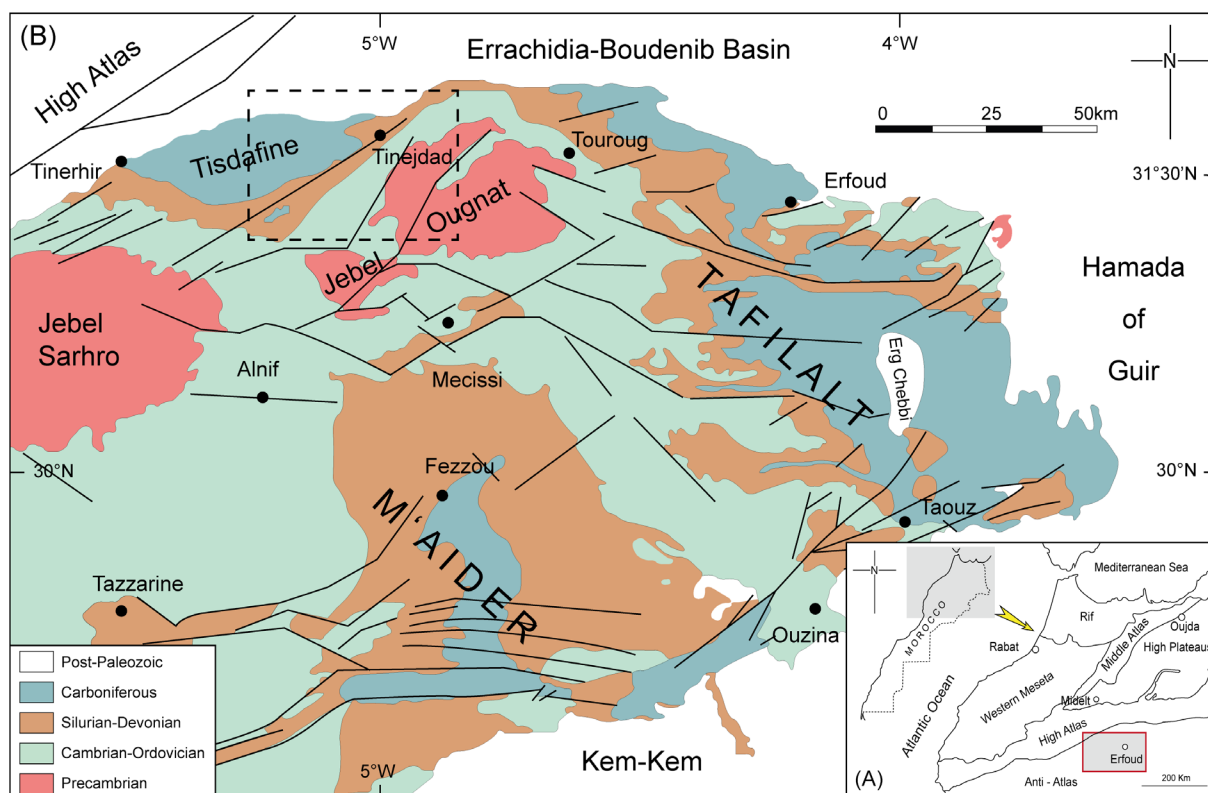 (B)
5°W
Errachidia-Boudenib Basin
4°W
N
High Atlas
0
25
50km
Tisdafine
Tinejdad
Touroug
Tinerhir
31°30'N
Erfoud
Ougnat
Jebel
TAFILALT
Hamada
of
Guir
Jebel
Sarhro
Alnif
Mecissi
Erg Chebbi
30°N
Fezzou
30°N
M'AIDER
Taouz
Tazzarine
Ouzina
5°W
Kem-Kem
Post-Paleozoic
Carboniferous
Silurian-Devonian
Cambrian-Ordovician
Precambrian
N
MOROCCO
Mediterranean Sea
Rif
Oujda
Rabat
Middle Atlas
High Plateaus
Atlantic Ocean
Western Meseta
Midelt
High Atlas
Erfoud
(A)
Anti - Atlas
200 Km